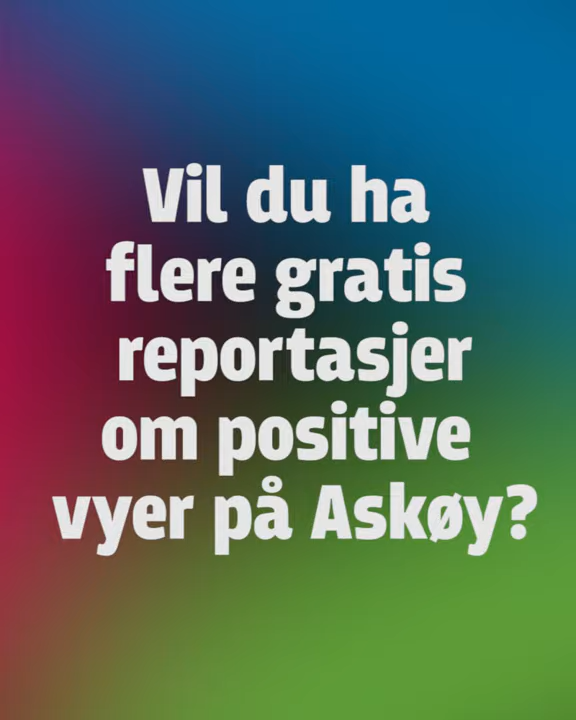 Vil du ha
flere gratis
reportasjer
om positive
vyer på Askøy?